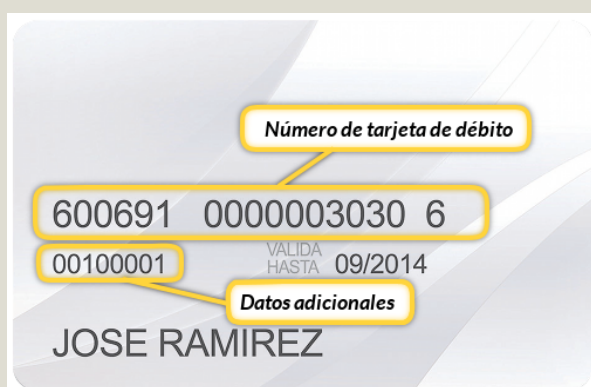 Número de tarjeta de débito
600691 0000003030 6
00100001 VALIDA HASTA 09/2014
Datos adicionales
JOSE RAMIREZ